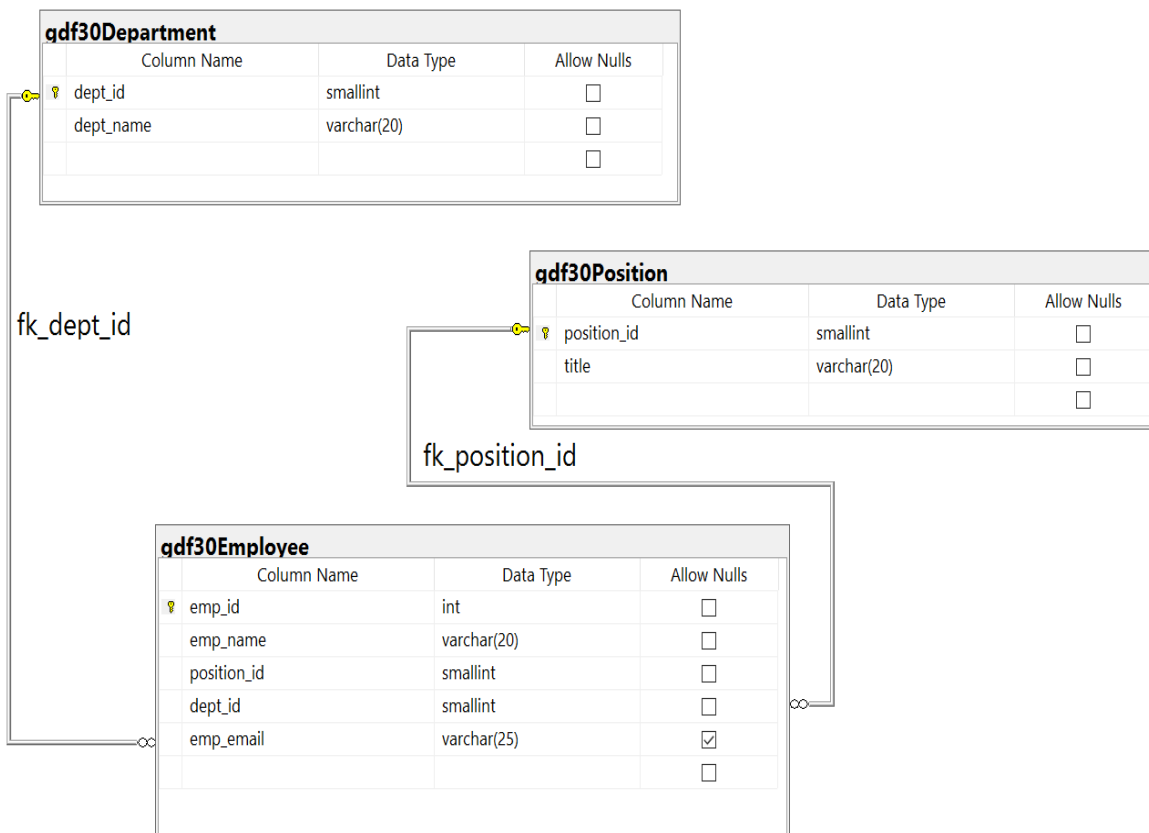 gdf30Department
Column Name Data Type Allow Nulls
dept_id smallint
dept_name varchar(20)
fk_dept_id
gdf30Position
Column Name Data Type Allow Nulls
position_id smallint
title varchar(20)
fk_position_id
gdf30Employee
Column Name Data Type Allow Nulls
emp_id int
emp_name varchar(20)
position_id smallint
dept_id smallint
emp_email varchar(25)